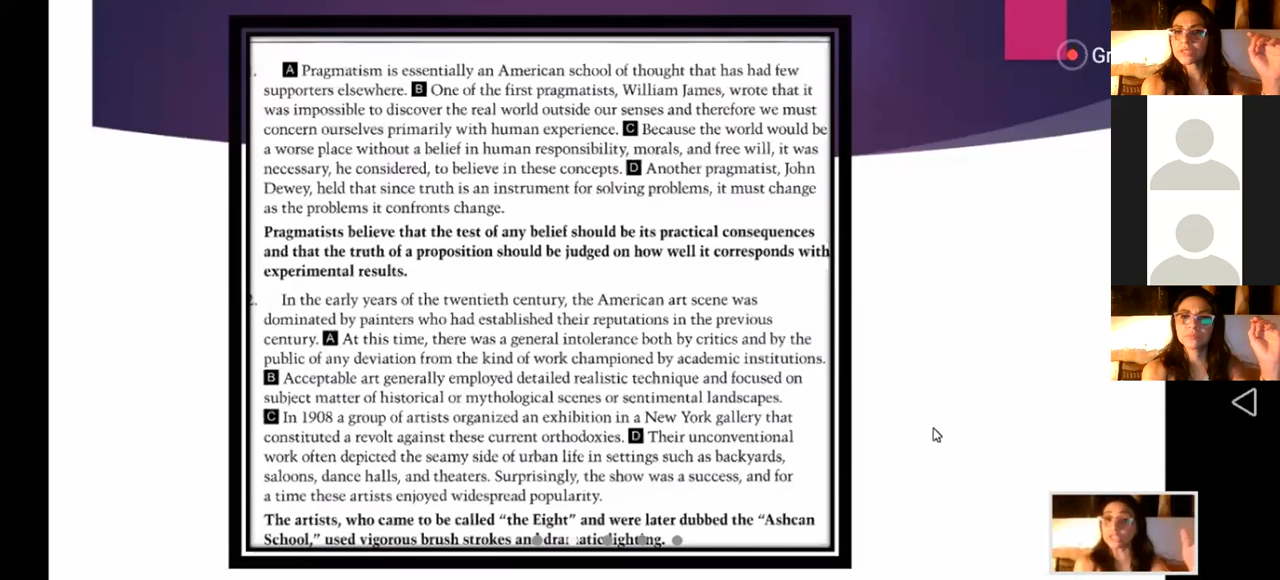 A Pragmatism is essentially an American school of thought that has had few
supporters elsewhere. B One of the first pragmatists, William James, wrote that it
was impossible to discover the real world outside our senses and therefore we must
concern ourselves primarily with human experience. C Because the world would be
a worse place without a belief in human responsibility, morals, and free will, it was
necessary, he considered, to believe in these concepts. D Another pragmatist, John
Dewey, held that since truth is an instrument for solving problems, it must change
as the problems it confronts change.
Pragmatists believe that the test of any belief should be its practical consequences
and that the truth of a proposition should be judged on how well it corresponds with
experimental results.
In the early years of the twentieth century, the American art scene was
dominated by painters who had established their reputations in the previous
century. A At this time, there was a general intolerance both by critics and by the
public of any deviation from the kind of work championed by academic institutions.
B Acceptable art generally employed detailed realistic technique and focused on
subject matter of historical or mythological scenes or sentimental landscapes.
C In 1908 a group of artists organized an exhibition in a New York gallery that
constituted a revolt against these current orthodoxies. D Their unconventional
work often depicted the seamy side of urban life in settings such as backyards,
saloons, dance halls, and theaters. Surprisingly, the show was a success, and for
a time these artists enjoyed widespread popularity.
The artists, who came to be called “the Eight” and were later dubbed the “Ashcan
School,” used vigorous brush strokes and dramatic lighting.